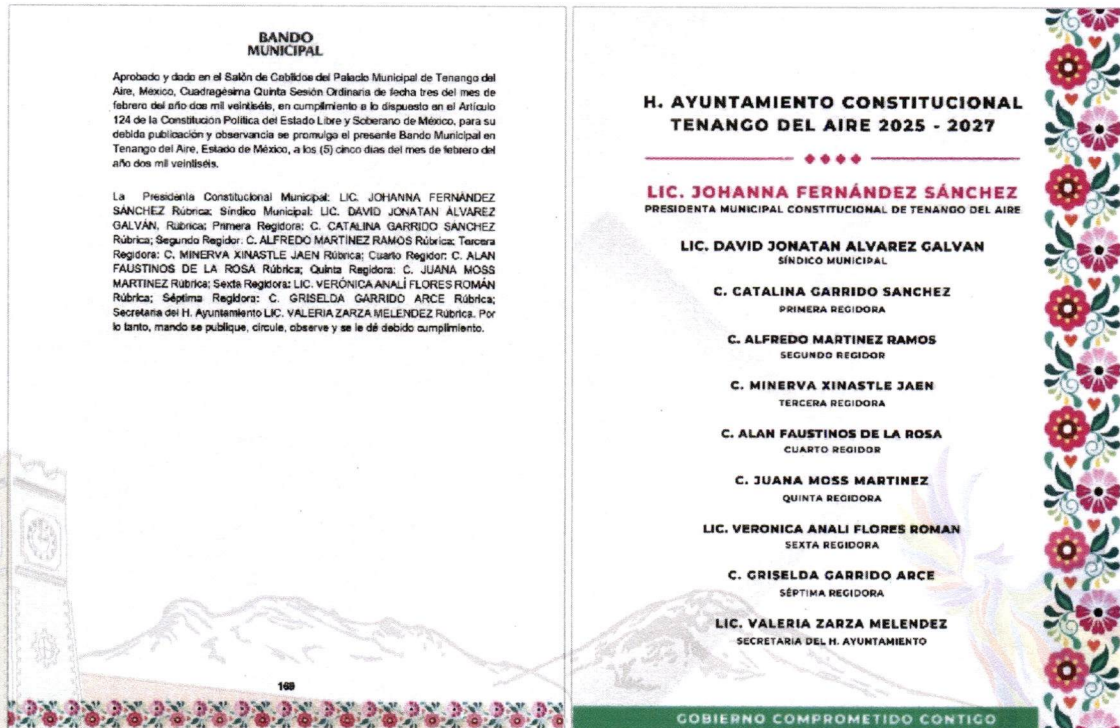 BANDO
MUNICIPAL
Aprobado y dado en el Salón de Cabildos del Palacio Municipal de Tenango del
Aire, México, Cuadragésima Quinta Sesión Ordinaria de fecha tres del mes de
febrero del año dos mil veintiséis, en cumplimiento a lo dispuesto en el Artículo
124 de la Constitución Política del Estado Libre y Soberano de México, para su
debida publicación y observancia se promulga el presente Bando Municipal en
Tenango del Aire, Estado de México, a los (5) cinco días del mes de febrero del
año dos mil veintiséis.
La Presidenta Constitucional Municipal: LIC. JOHANNA FERNÁNDEZ
SÁNCHEZ Rúbrica; Síndico Municipal: LIC. DAVID JONATAN ÁLVAREZ
GALVÁN, Rúbrica; Primera Regidora: C. CATALINA GARRIDO SANCHEZ
Rúbrica; Segundo Regidor: C. ALFREDO MARTÍNEZ RAMOS Rúbrica; Tercera
Regidora: C. MINERVA XINASTLE JAEN Rúbrica; Cuarto Regidor: C. ALAN
FAUSTINOS DE LA ROSA Rúbrica; Quinta Regidora: C. JUANA MOSS
MARTINEZ Rúbrica; Sexta Regidora: LIC. VERÓNICA ANALÍ FLORES ROMÁN
Rúbrica; Séptima Regidora: C. GRISELDA GARRIDO ARCE Rúbrica;
Secretaria del H. Ayuntamiento LIC. VALERIA ZARZA MELENDEZ Rúbrica. Por
lo tanto, mando se publique, circule, observe y se le dé debido cumplimiento.
169
H. AYUNTAMIENTO CONSTITUCIONAL
TENANGO DEL AIRE 2025 - 2027
LIC. JOHANNA FERNÁNDEZ SÁNCHEZ
PRESIDENTA MUNICIPAL CONSTITUCIONAL DE TENANGO DEL AIRE
LIC. DAVID JONATAN ALVAREZ GALVAN
SÍNDICO MUNICIPAL
C. CATALINA GARRIDO SANCHEZ
PRIMERA REGIDORA
C. ALFREDO MARTINEZ RAMOS
SEGUNDO REGIDOR
C. MINERVA XINASTLE JAEN
TERCERA REGIDORA
C. ALAN FAUSTINOS DE LA ROSA
CUARTO REGIDOR
C. JUANA MOSS MARTINEZ
QUINTA REGIDORA
LIC. VERONICA ANALI FLORES ROMAN
SEXTA REGIDORA
C. GRISELDA GARRIDO ARCE
SÉPTIMA REGIDORA
LIC. VALERIA ZARZA MELENDEZ
SECRETARIA DEL H. AYUNTAMIENTO
GOBIERNO COMPROMETIDO CONTIGO